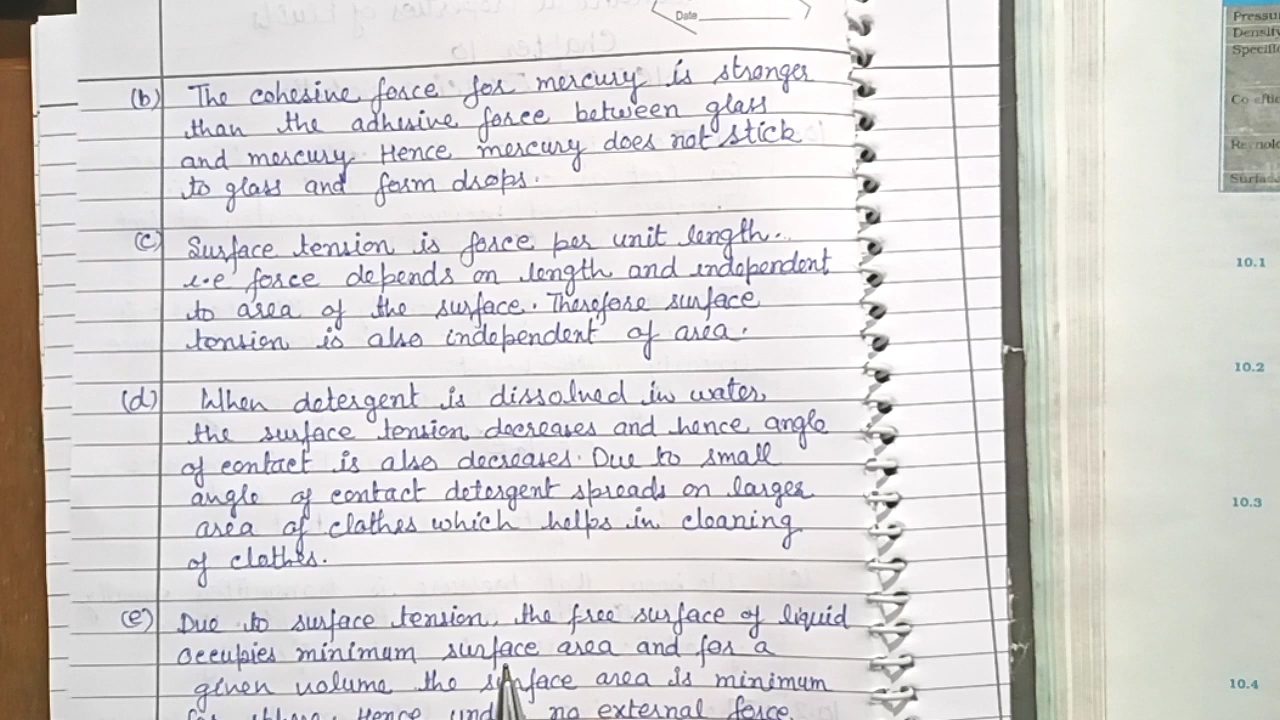 Date
(b) The cohesive force for mercury is stronger
than the adhesive force between glass
and mercury. Hence mercury does not stick
to glass and form drops.
(c) Surface tension is force per unit length.
i.e force depends on length and independent
to area of the surface. Therefore surface
tension is also independent of area.
(d) When detergent is dissolved in water,
the surface tension decreases and hence angle
of contact is also decreases. Due to small
angle of contact detergent spreads on larger
area of clothes which helps in cleaning
of clothes.
(e) Due to surface tension, the free surface of liquid
occupies minimum surface area and for a
given volume the surface area is minimum
Hence no external force.
Density
10.1
10.2
10.3
10.4